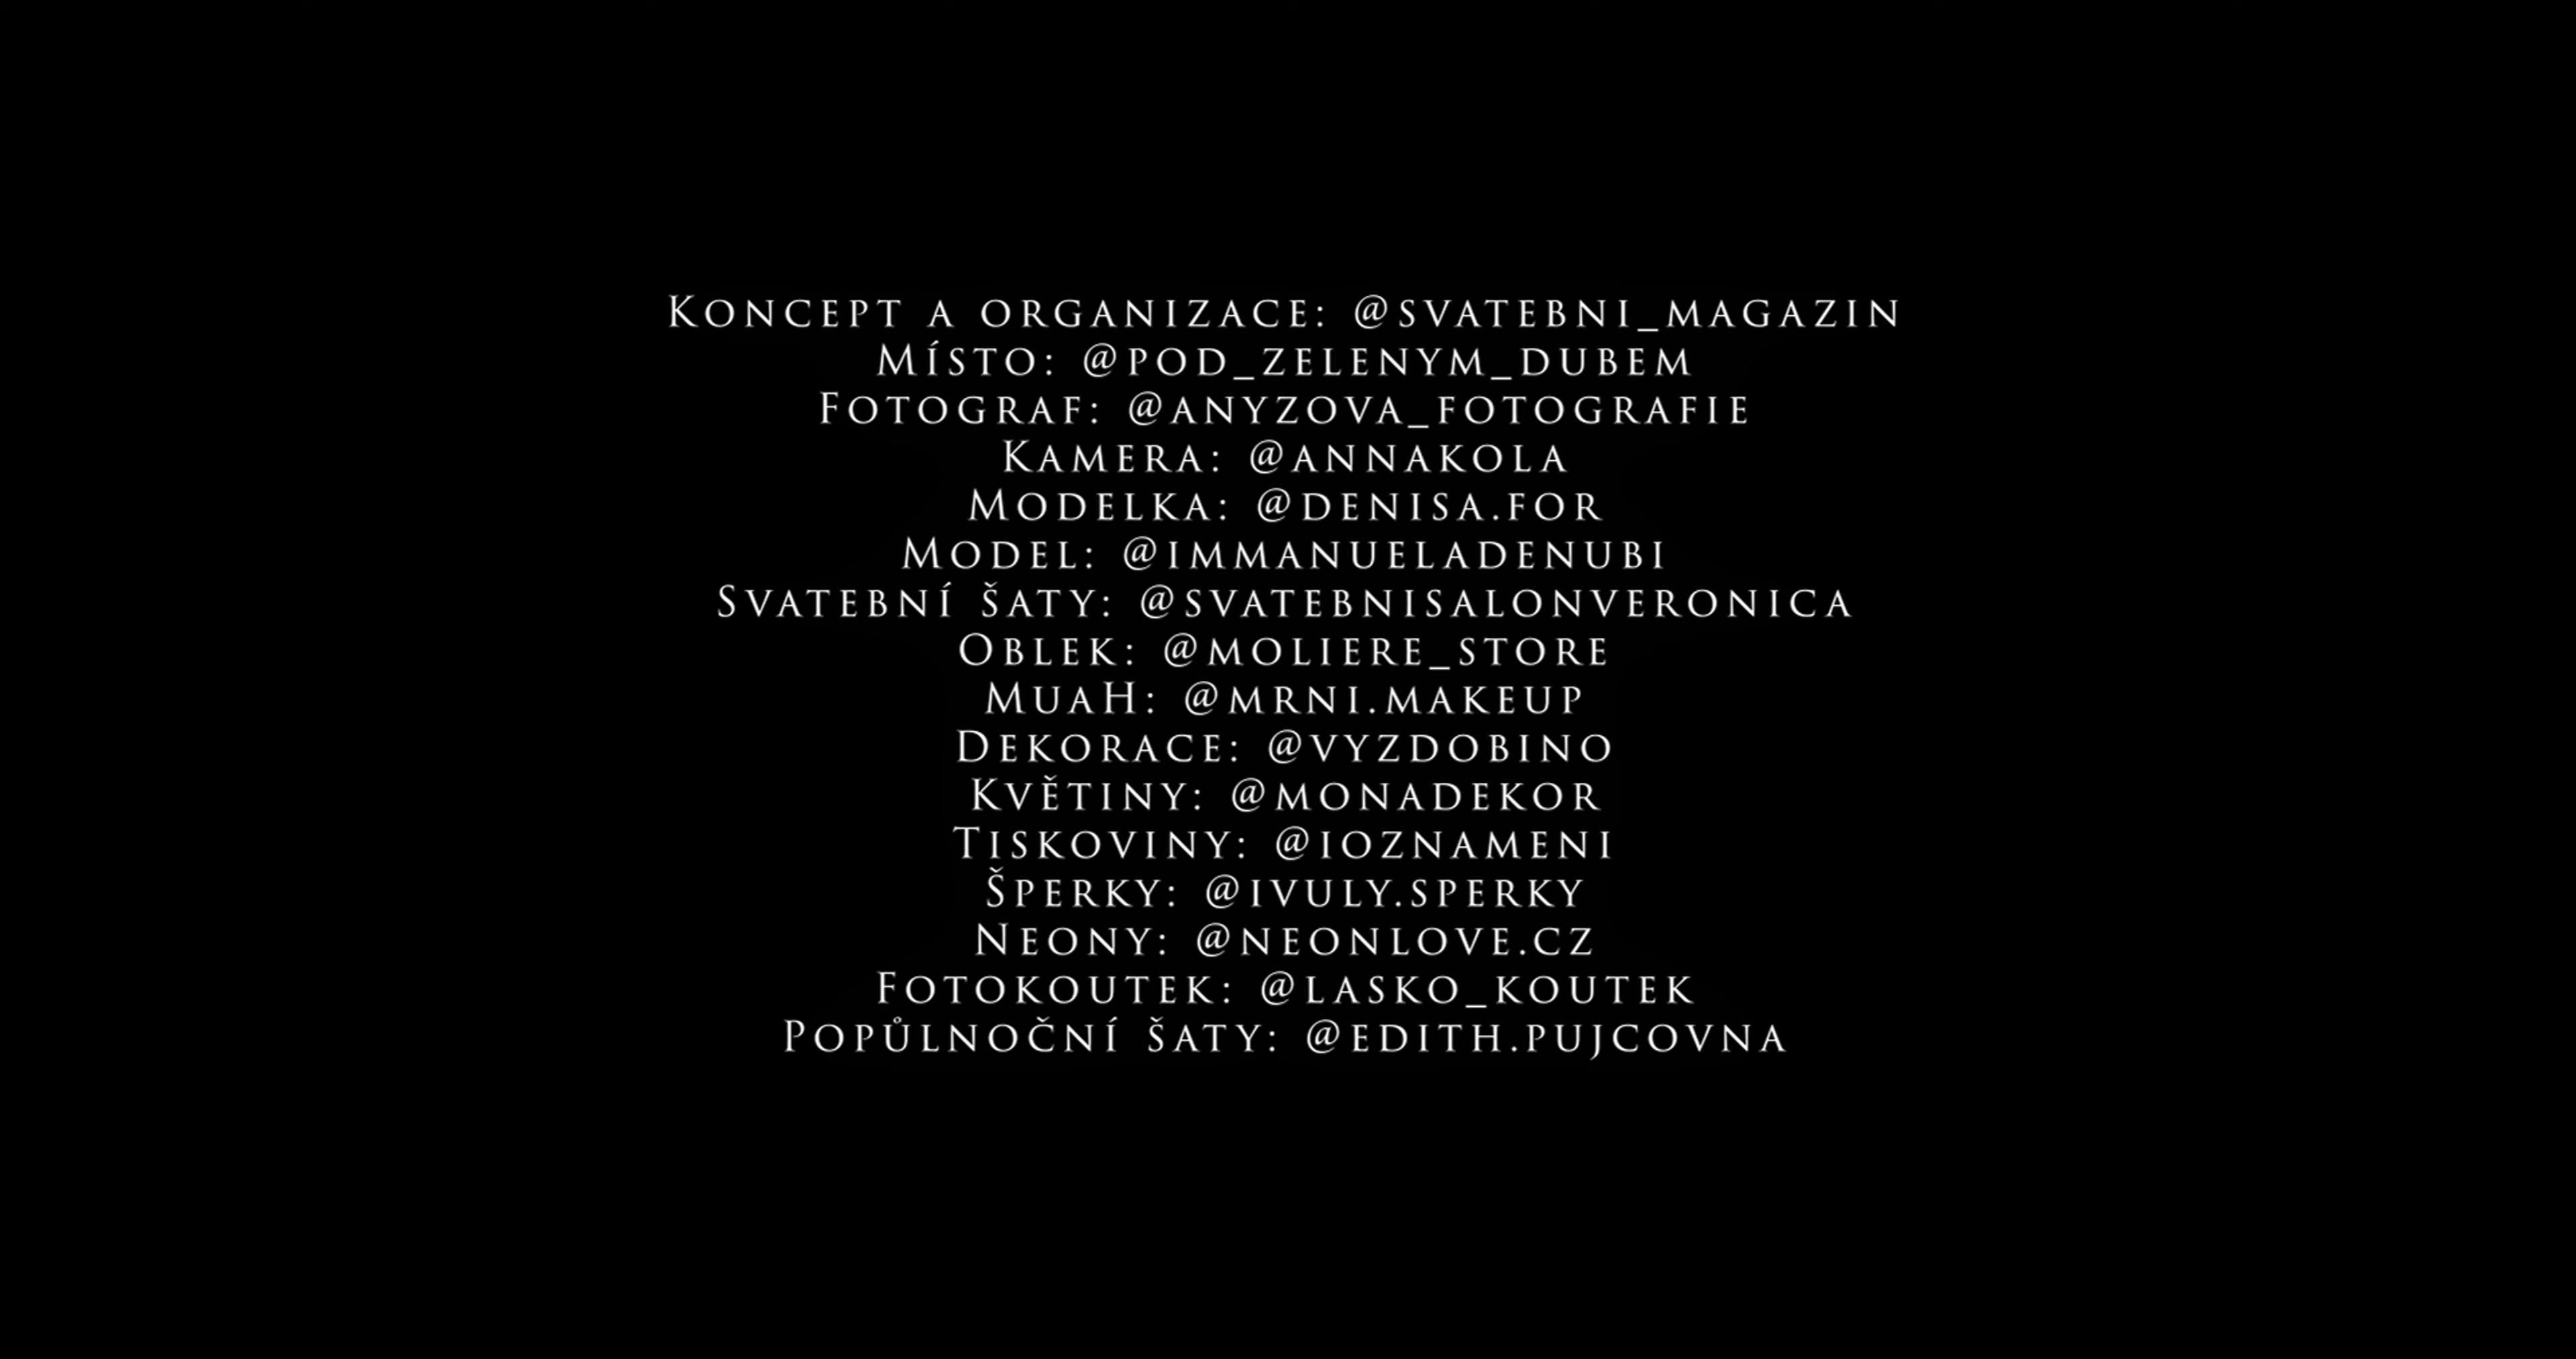 Koncept a organizace: @svatebni_magazin
Místo: @pod_zelenym_dubem
Fotograf: @anyzova_fotografie
Kamera: @annakola
Modelka: @denisa.for
Model: @immanueladenubi
Svatební šaty: @svatebnisalonveronica
Oblek: @moliere_store
MuaH: @mrni.makeup
Dekorace: @vyzdobino
Květiny: @monadekor
Tiskoviny: @ioznameni
Šperky: @ivuly.sperky
Neony: @neonlove.cz
Fotokoutek: @lasko_koutek
Popůlnoční šaty: @edith.pujcovna